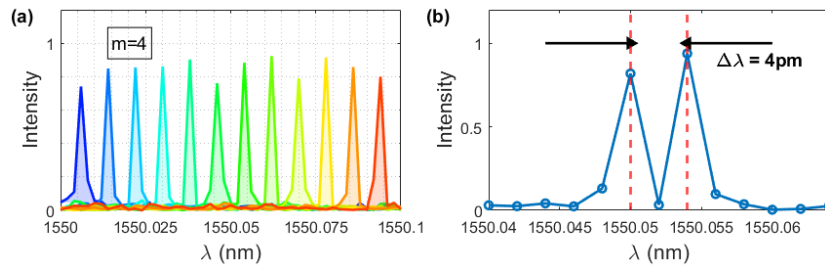 (a)
m=4
Intensity
1
0
1550
1550.025
1550.05
1550.075
1550.1
λ (nm)
(b)
Δλ = 4pm
Intensity
1
0.5
0
1550.04
1550.045
1550.05
1550.055
1550.06
λ (nm)